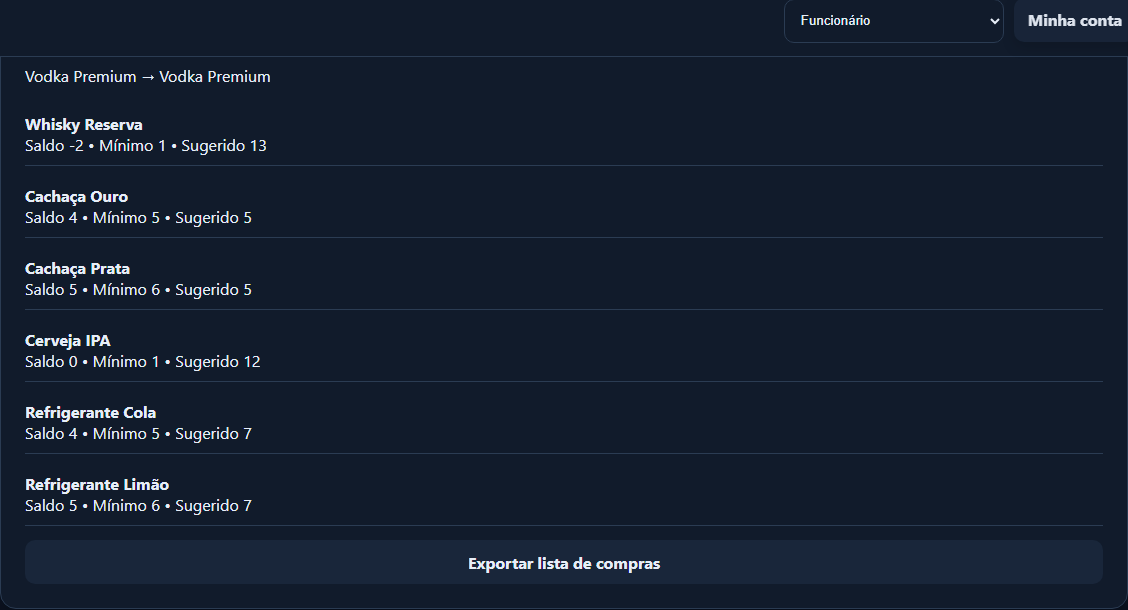 Funcionário
Minha conta
Vodka Premium → Vodka Premium
Whisky Reserva
Saldo -2 • Mínimo 1 • Sugerido 13
Cachaça Ouro
Saldo 4 • Mínimo 5 • Sugerido 5
Cachaça Prata
Saldo 5 • Mínimo 6 • Sugerido 5
Cerveja IPA
Saldo 0 • Mínimo 1 • Sugerido 12
Refrigerante Cola
Saldo 4 • Mínimo 5 • Sugerido 7
Refrigerante Limão
Saldo 5 • Mínimo 6 • Sugerido 7
Exportar lista de compras